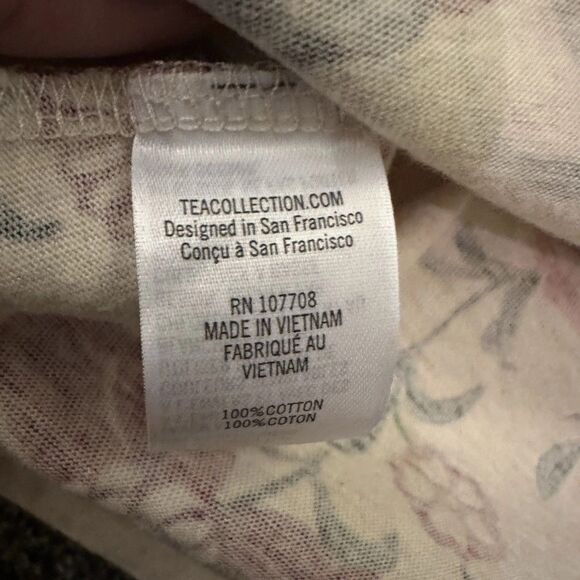 TEACOLLECTION.COM
Designed in San Francisco
Conçu à San Francisco
RN 107708
MADE IN VIETNAM
FABRIQUÉ AU
VIETNAM
100%COTTON
100%COTON